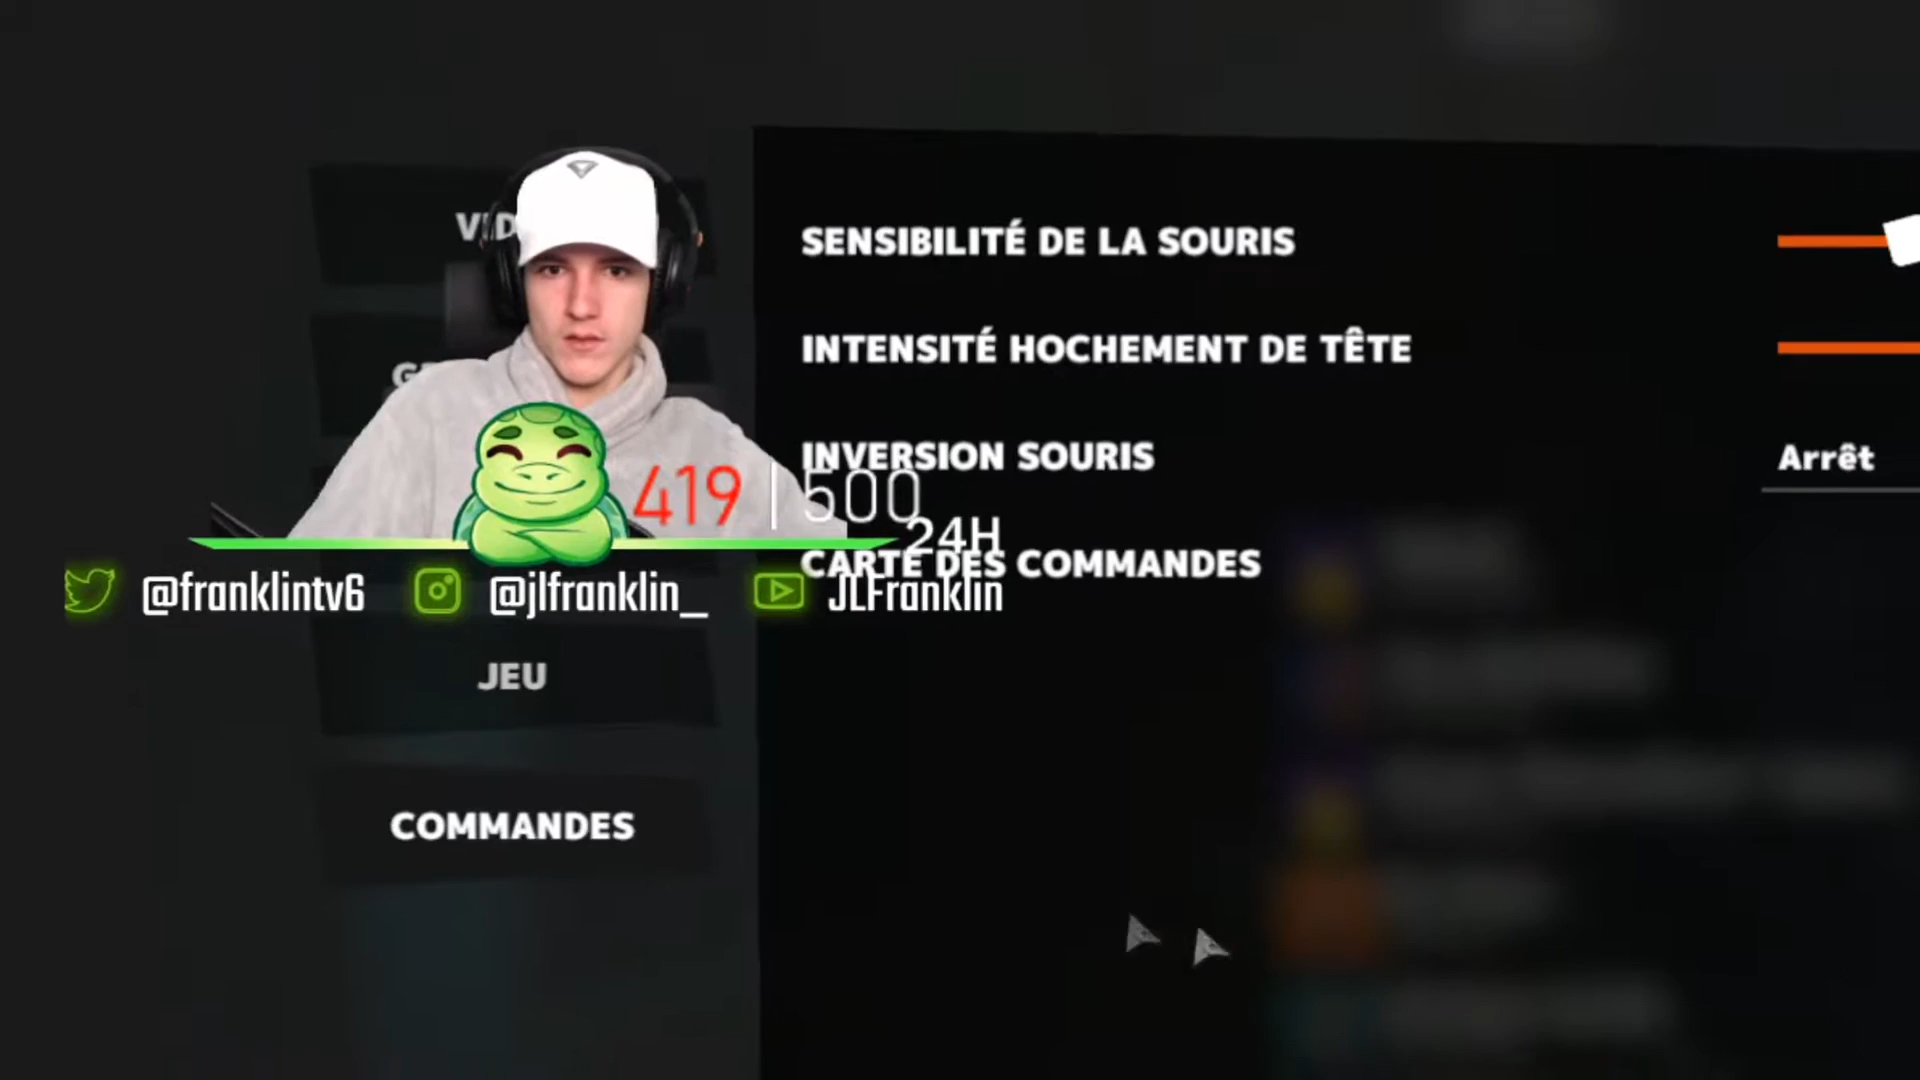 VID
SENSIBILITÉ DE LA SOURIS
INTENSITÉ HOCHEMENT DE TÊTE
INVERSION SOURIS
Arrêt
419 | 500
24H
CARTE DES COMMANDES
@franklintv6
@jlfranklin_
JLFranklin
JEU
COMMANDES